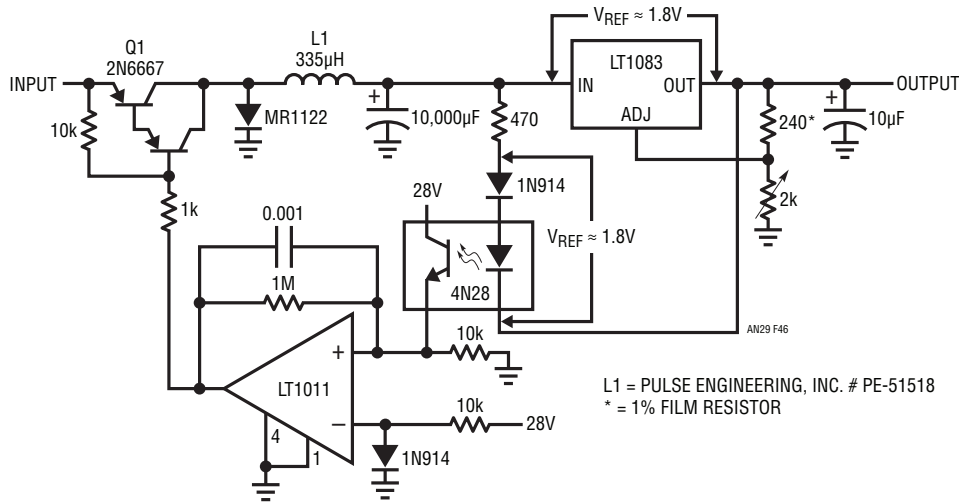 V_REF ≈ 1.8V
Q1
2N6667
L1
335µH
LT1083
INPUT
IN
OUT
OUTPUT
ADJ
+
10,000µF
MR1122
10k
470
240*
+
10µF
1N914
2k
28V
1k
0.001
V_REF ≈ 1.8V
1M
4N28
AN29 F46
10k
+
LT1011
L1 = PULSE ENGINEERING, INC. # PE-51518
* = 1% FILM RESISTOR
10k
–
28V
4
1
1N914